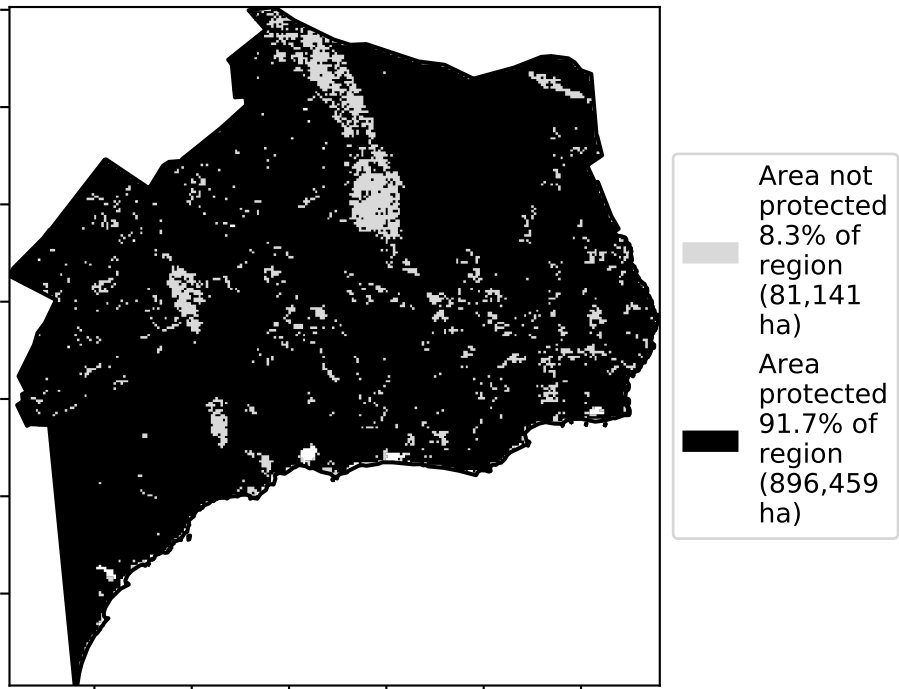 Area not
protected
8.3% of
region
(81,141
ha)
Area
protected
91.7% of
region
(896,459
ha)